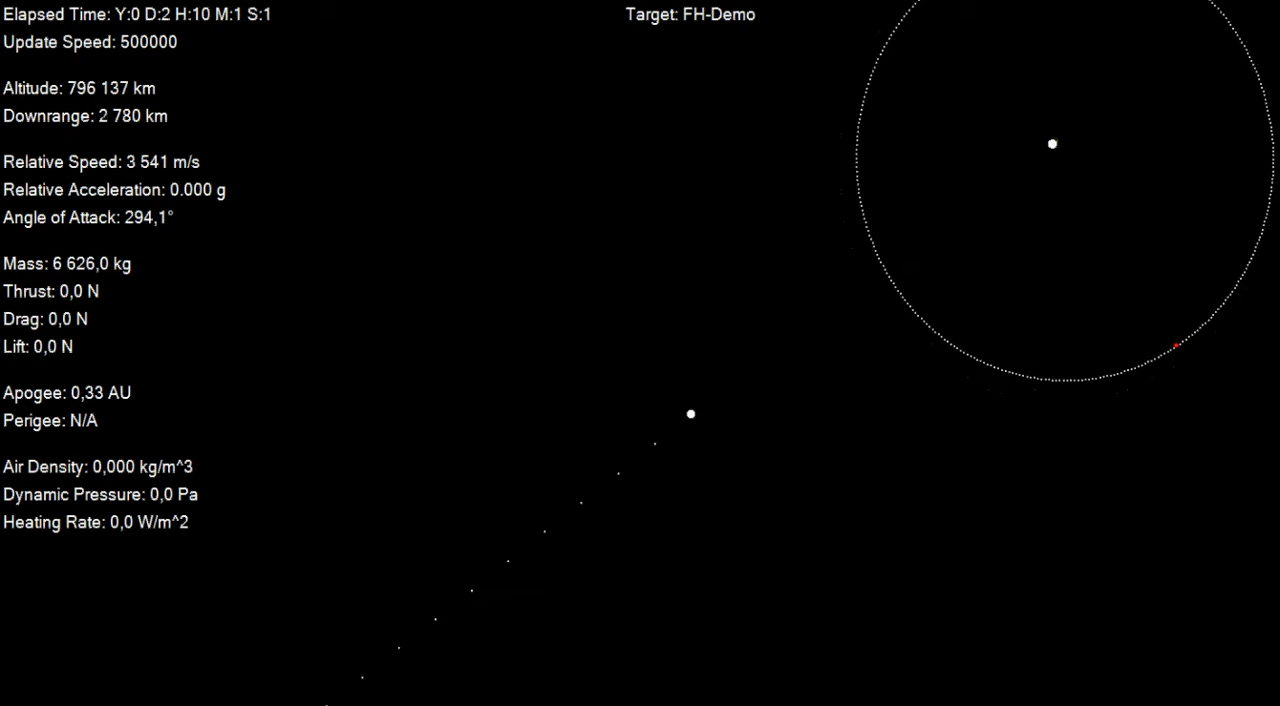 Elapsed Time: Y:0 D:2 H:10 M:1 S:1
Target: FH-Demo
Update Speed: 500000
Altitude: 796 137 km
Downrange: 2 780 km
Relative Speed: 3 541 m/s
Relative Acceleration: 0.000 g
Angle of Attack: 294,1°
Mass: 6 626,0 kg
Thrust: 0,0 N
Drag: 0,0 N
Lift: 0,0 N
Apogee: 0,33 AU
Perigee: N/A
Air Density: 0,000 kg/m^3
Dynamic Pressure: 0,0 Pa
Heating Rate: 0,0 W/m^2